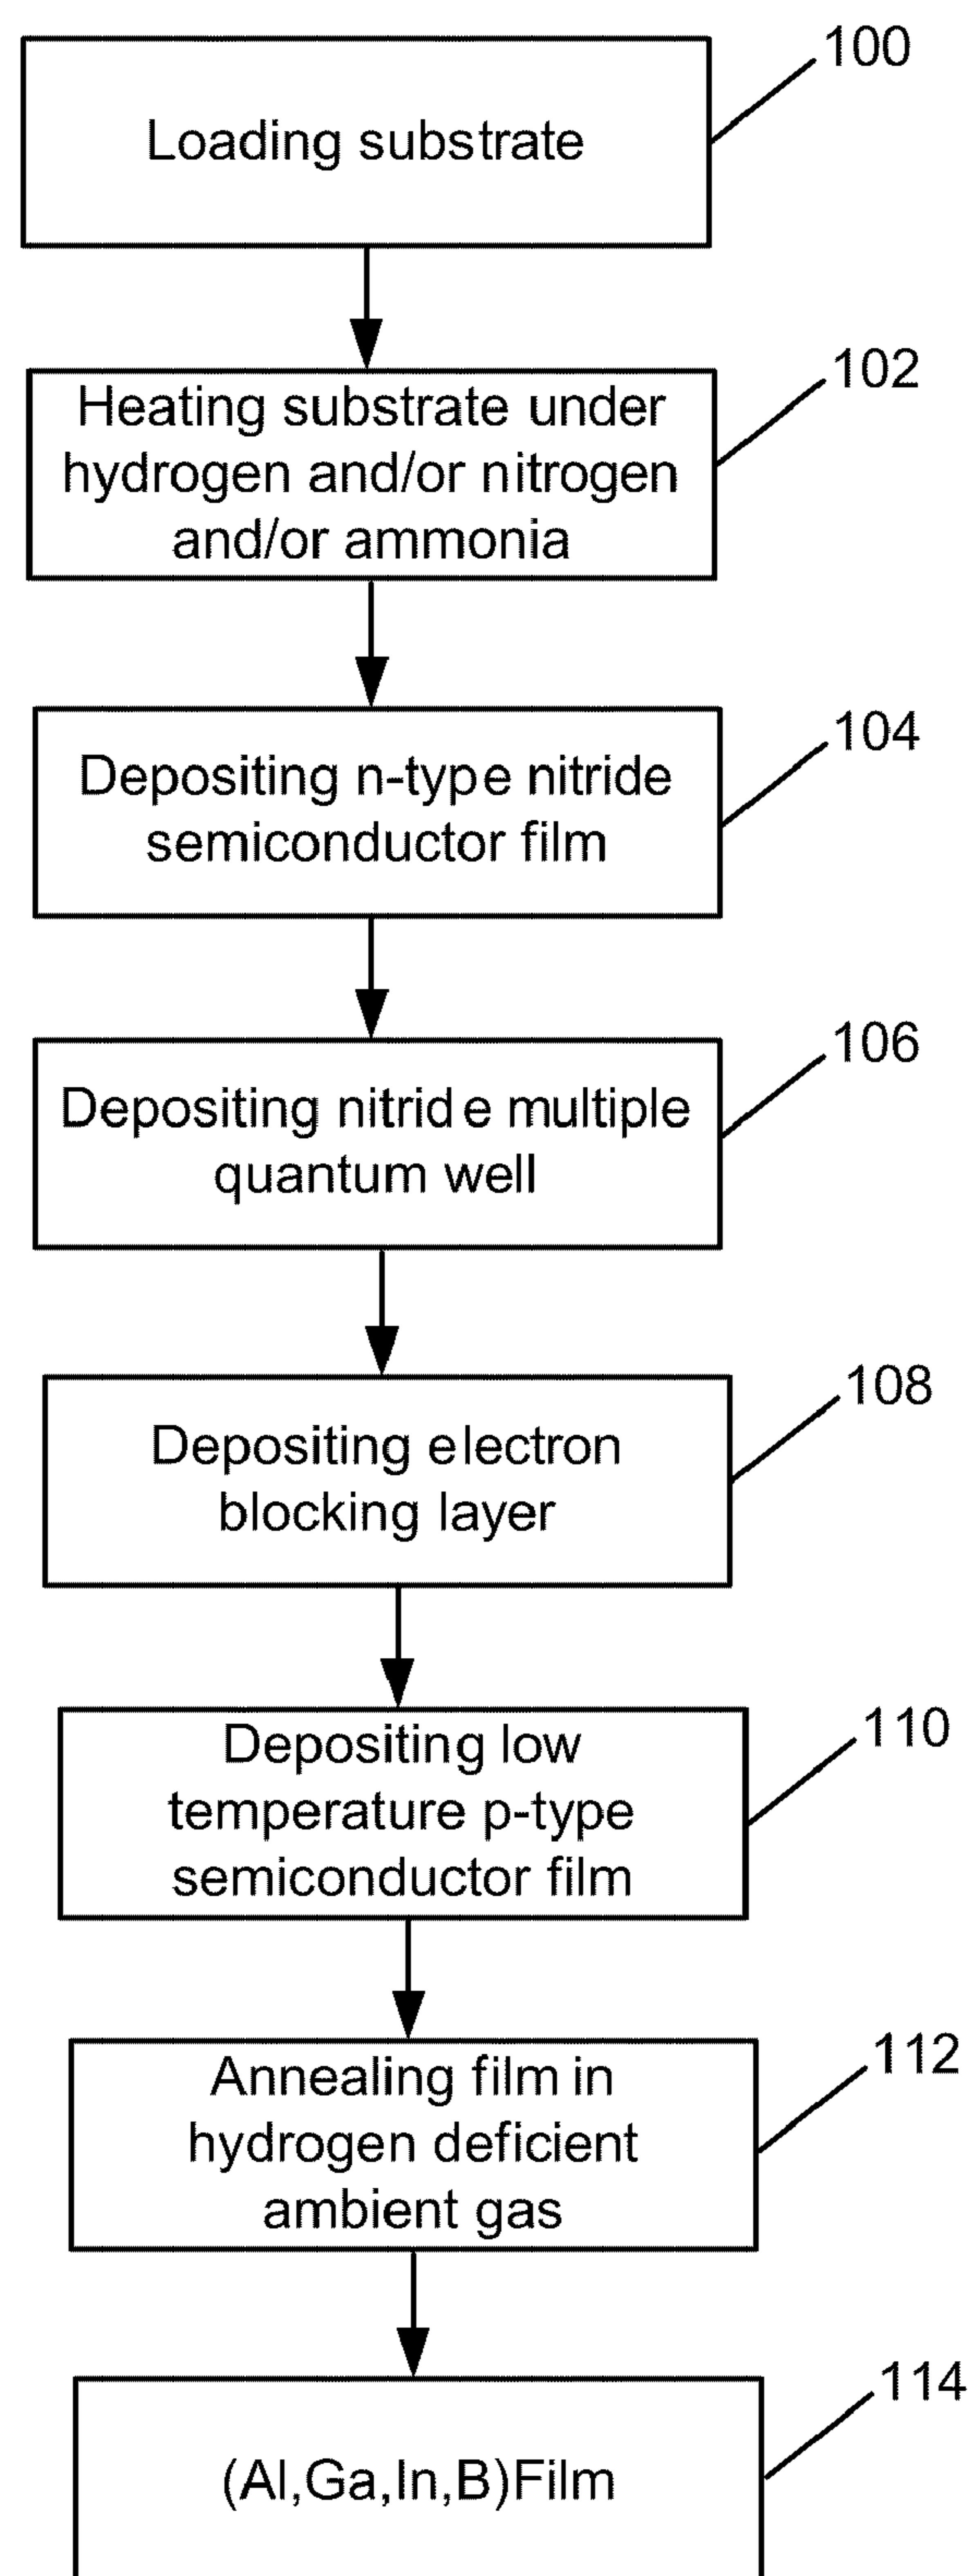 100
Loading substrate
102
Heating substrate under
hydrogen and/or nitrogen
and/or ammonia
104
Depositing n-type nitride
semiconductor film
106
Depositing nitride multiple
quantum well
108
Depositing electron
blocking layer
110
Depositing low
temperature p-type
semiconductor film
112
Annealing film in
hydrogen deficient
ambient gas
114
(Al,Ga,In,B)Film